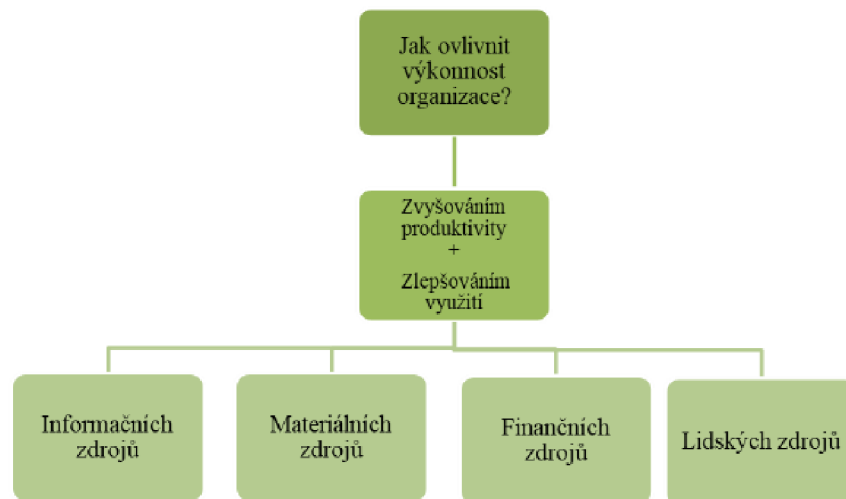 Jak ovlivnit
výkonnost
organizace?
Zvyšováním
produktivity
+
Zlepšováním
využití
Informačních
zdrojů
Materiálních
zdrojů
Finančních
zdrojů
Lidských zdrojů